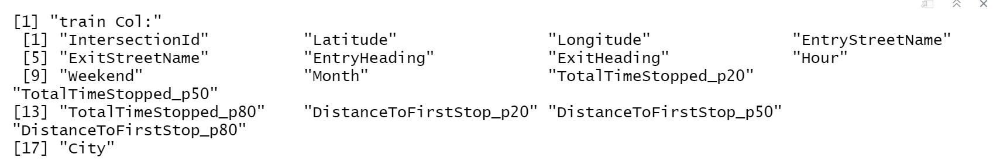 [1] "train Col:"
[1] "IntersectionId" "Latitude" "Longitude" "EntryStreetName"
[5] "ExitStreetName" "EntryHeading" "ExitHeading" "Hour"
[9] "Weekend" "Month" "TotalTimeStopped_p20"
"TotalTimeStopped_p50"
[13] "TotalTimeStopped_p80" "DistanceToFirstStop_p20" "DistanceToFirstStop_p50"
"DistanceToFirstStop_p80"
[17] "City"